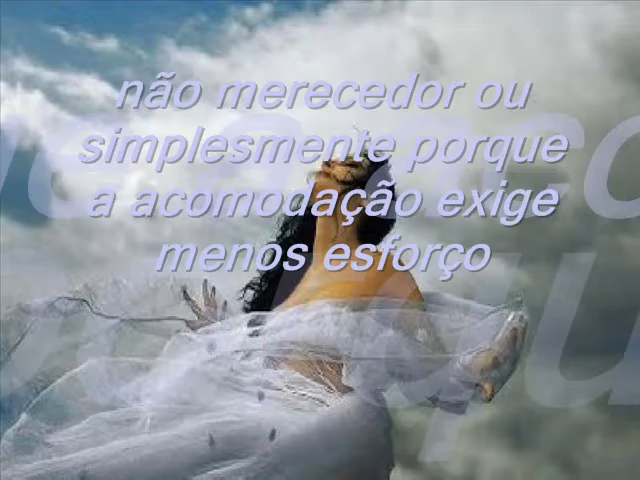 não merecedor ou
simplesmente porque
a acomodação exige
menos esforço